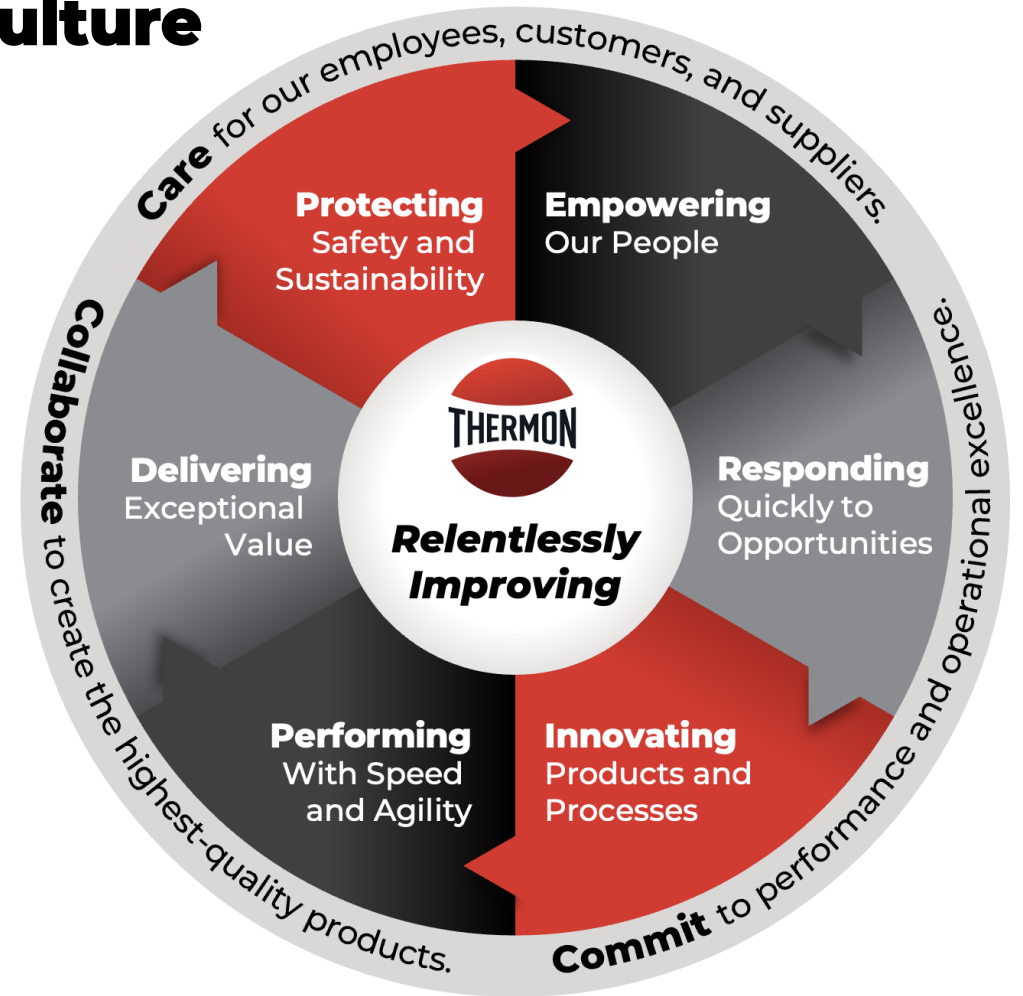 ulture
Care for our employees, customers, and suppliers.
Protecting
Safety and
Sustainability
Empowering
Our People
Collaborate to create the highest-quality products.
Delivering
Exceptional
Value
THERMON
Relentlessly
Improving
Responding
Quickly to
Opportunities
Performing
With Speed
and Agility
Innovating
Products and
Processes
Commit to performance and operational excellence.